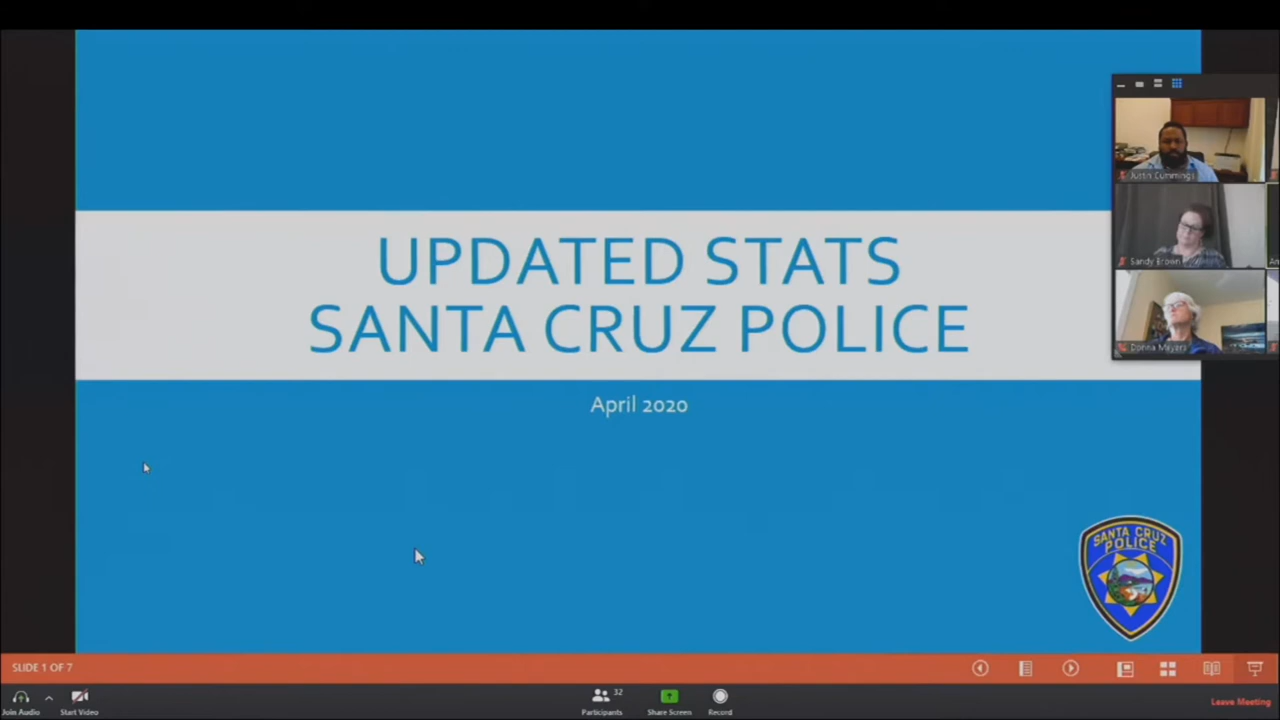 UPDATED STATS
SANTA CRUZ POLICE
April 2020
Justin Cummings
Sandy Brown
Donna Meyers
SANTA CRUZ
POLICE
SLIDE 1 OF 7
Join Audio
Start Video
32
Participants
Share Screen
Record
Leave Meeting